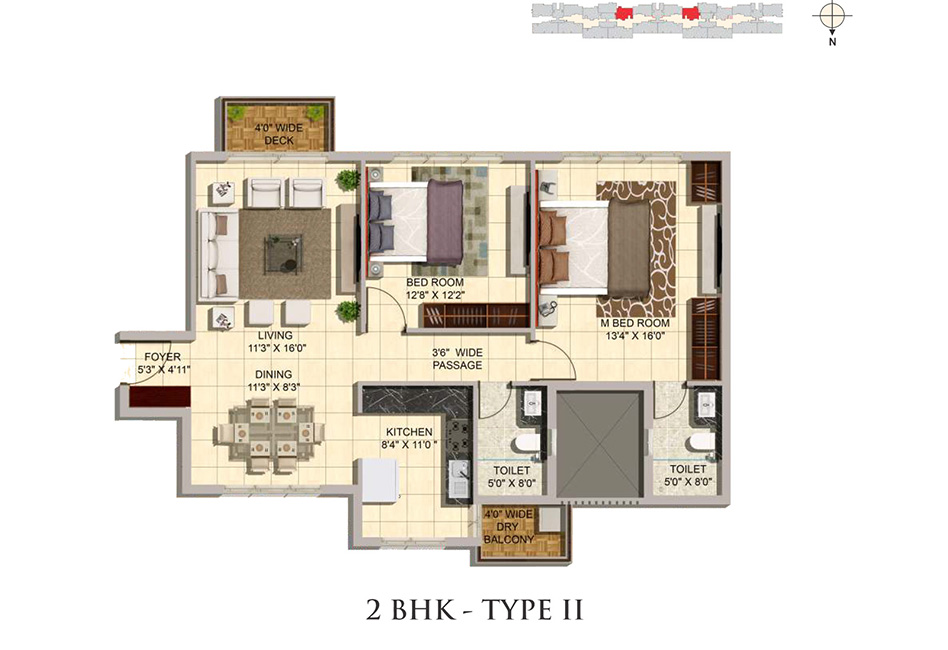 N
4'0" WIDE
DECK
BED ROOM
12'8" X 12'2"
M BED ROOM
13'4" X 16'0"
LIVING
11'3" X 16'0"
FOYER
5'3" X 4'11"
3'6" WIDE
PASSAGE
DINING
11'3" X 8'3"
KITCHEN
8'4" X 11'0 "
TOILET
5'0" X 8'0"
TOILET
5'0" X 8'0"
4'0" WIDE
DRY
BALCONY
2 BHK - TYPE II